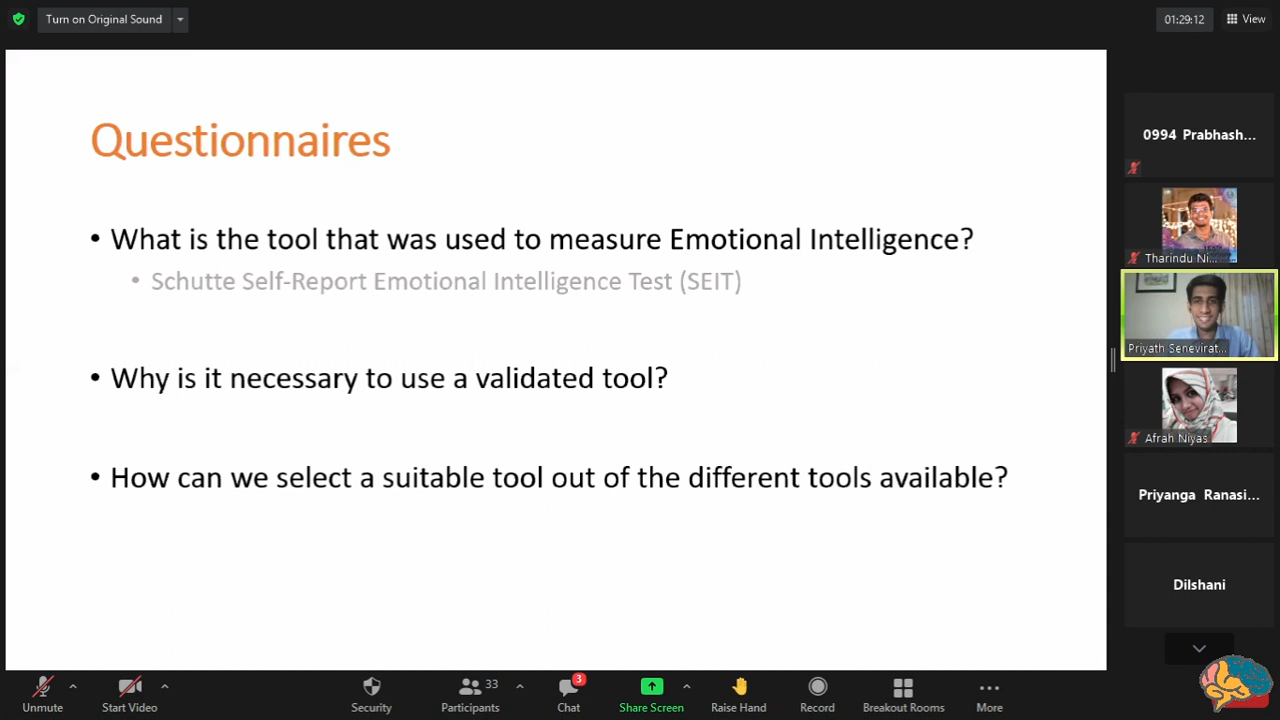 Turn on Original Sound
01:29:12
View
Questionnaires
• What is the tool that was used to measure Emotional Intelligence?
• Schutte Self-Report Emotional Intelligence Test (SEIT)
• Why is it necessary to use a validated tool?
• How can we select a suitable tool out of the different tools available?
0994 Prabhash...
Tharindu Ni...
Priyath Senevirat...
Afrah Niyas
Priyanga Ranasi...
Dilshani
Unmute
Start Video
Security
33
Participants
3
Chat
Share Screen
Raise Hand
Record
Breakout Rooms
More